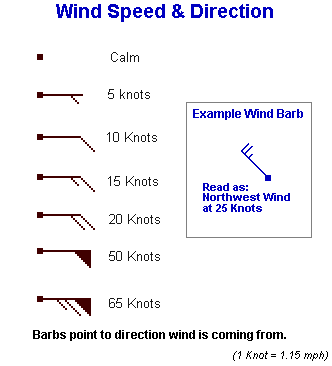 Wind Speed & Direction
Calm
5 knots
10 Knots
15 Knots
20 Knots
50 Knots
65 Knots
Example Wind Barb
Read as:
Northwest Wind
at 25 Knots
Barbs point to direction wind is coming from.
(1 Knot = 1.15 mph)